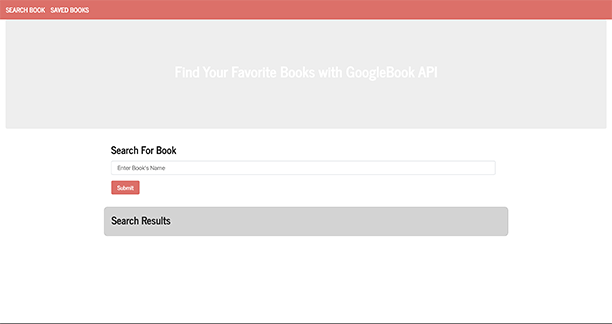 SEARCH BOOK SAVED BOOKS
Find Your Favorite Books with GoogleBook API
Search For Book
Enter Book's Name
Submit
Search Results